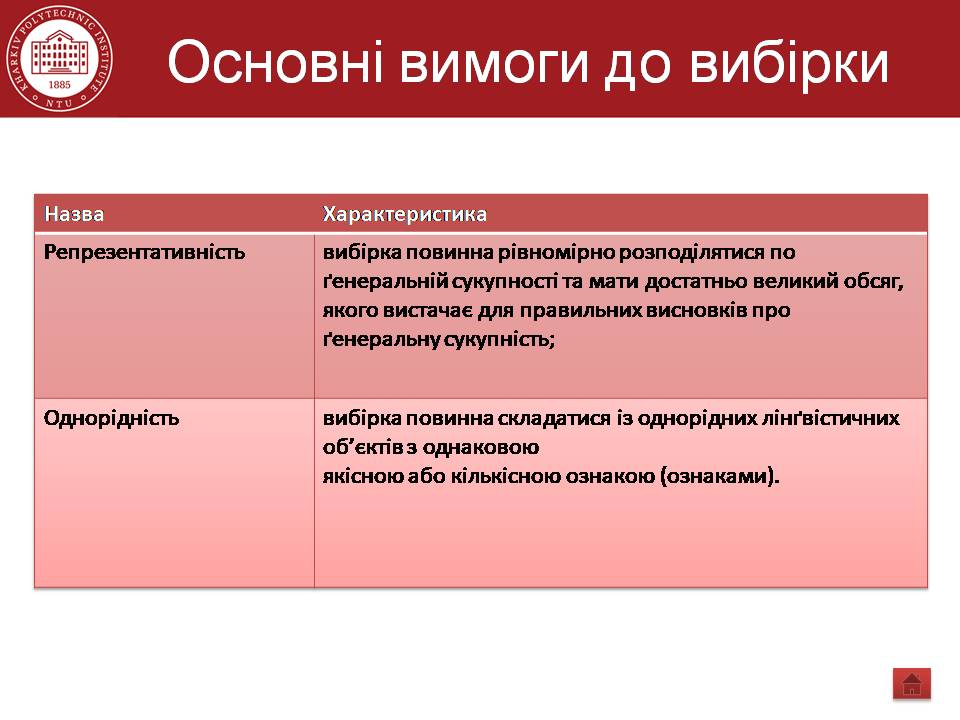 KHARKIV POLYTECHNIC INSTITUTE
1885
NTU
Основні вимоги до вибірки
Назва
Характеристика
Репрезентативність
вибірка повинна рівномірно розподілятися по
ґенеральній сукупності та мати достатньо великий обсяг,
якого вистачає для правильних висновків про
ґенеральну сукупність;
Однорідність
вибірка повинна складатися із однорідних лінґвістичних
об’єктів з однаковою
якісною або кількісною ознакою (ознаками).